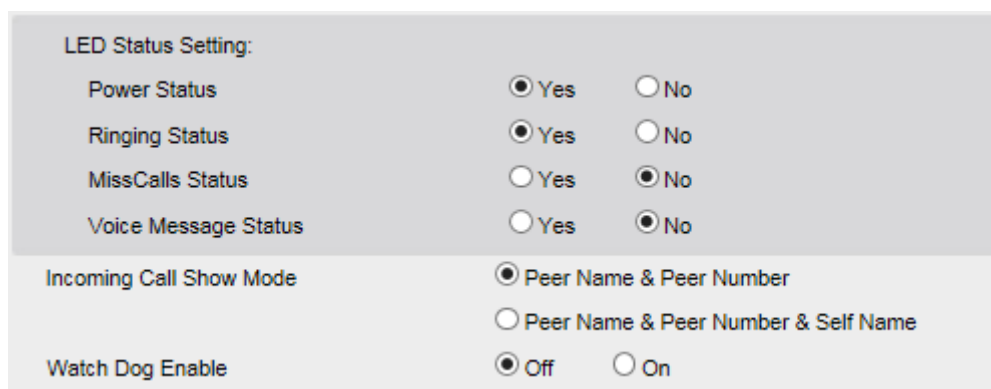 LED Status Setting:
Power Status Yes No
Ringing Status Yes No
MissCalls Status Yes No
Voice Message Status Yes No
Incoming Call Show Mode Peer Name & Peer Number
Peer Name & Peer Number & Self Name
Watch Dog Enable Off On